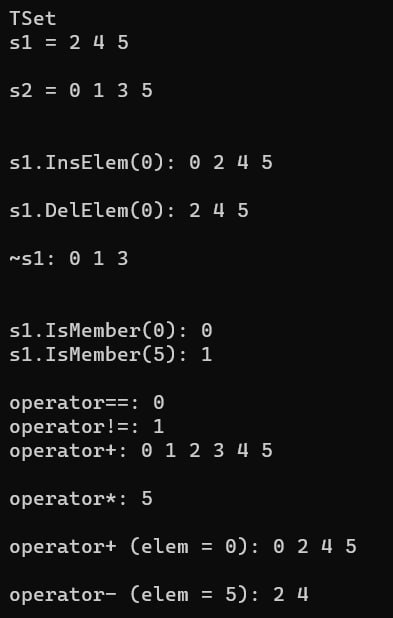 TSet
s1 = 2 4 5
s2 = 0 1 3 5
s1.InsElem(0): 0 2 4 5
s1.DelElem(0): 2 4 5
~s1: 0 1 3
s1.IsMember(0): 0
s1.IsMember(5): 1
operator==: 0
operator!=: 1
operator+: 0 1 2 3 4 5
operator*: 5
operator+ (elem = 0): 0 2 4 5
operator- (elem = 5): 2 4